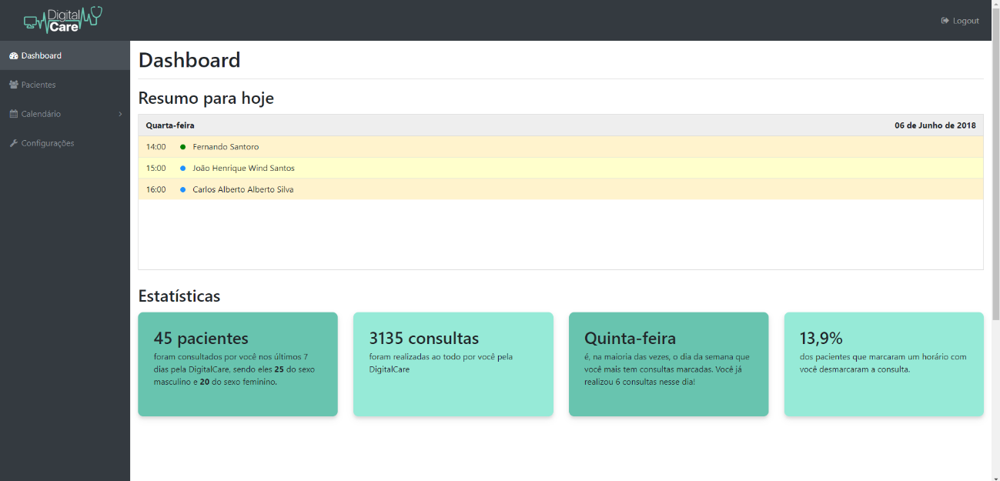 Digital
Care
Logout
Dashboard
Pacientes
Calendário
Configurações
Dashboard
Resumo para hoje
Quarta-feira 06 de Junho de 2018
14:00 Fernando Santoro
15:00 João Henrique Wind Santos
16:00 Carlos Alberto Alberto Silva
Estatísticas
45 pacientes
foram consultados por você nos últimos 7
dias pela DigitalCare, sendo eles 25 do sexo
masculino e 20 do sexo feminino.
3135 consultas
foram realizadas ao todo por você pela
DigitalCare
Quinta-feira
é, na maioria das vezes, o dia da semana que
você mais tem consultas marcadas. Você já
realizou 6 consultas nesse dia!
13,9%
dos pacientes que marcaram um horário com
você desmarcaram a consulta.